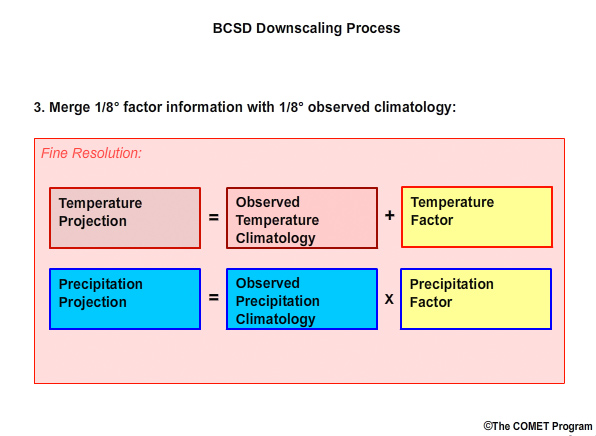 BCSD Downscaling Process
3. Merge 1/8° factor information with 1/8° observed climatology:
Fine Resolution:
Temperature
Projection
=
Observed
Temperature
Climatology
+
Temperature
Factor
Precipitation
Projection
=
Observed
Precipitation
Climatology
x
Precipitation
Factor
©The COMET Program